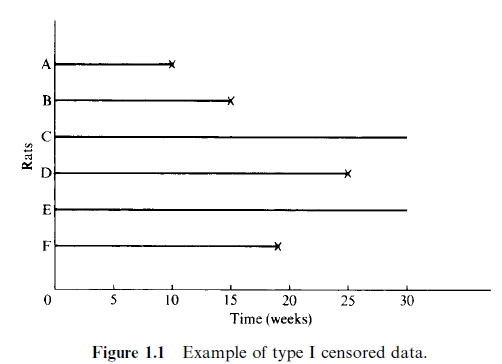 A
B
C
D
E
F
Rats
0 5 10 15 20 25 30
Time (weeks)
Figure 1.1 Example of type I censored data.